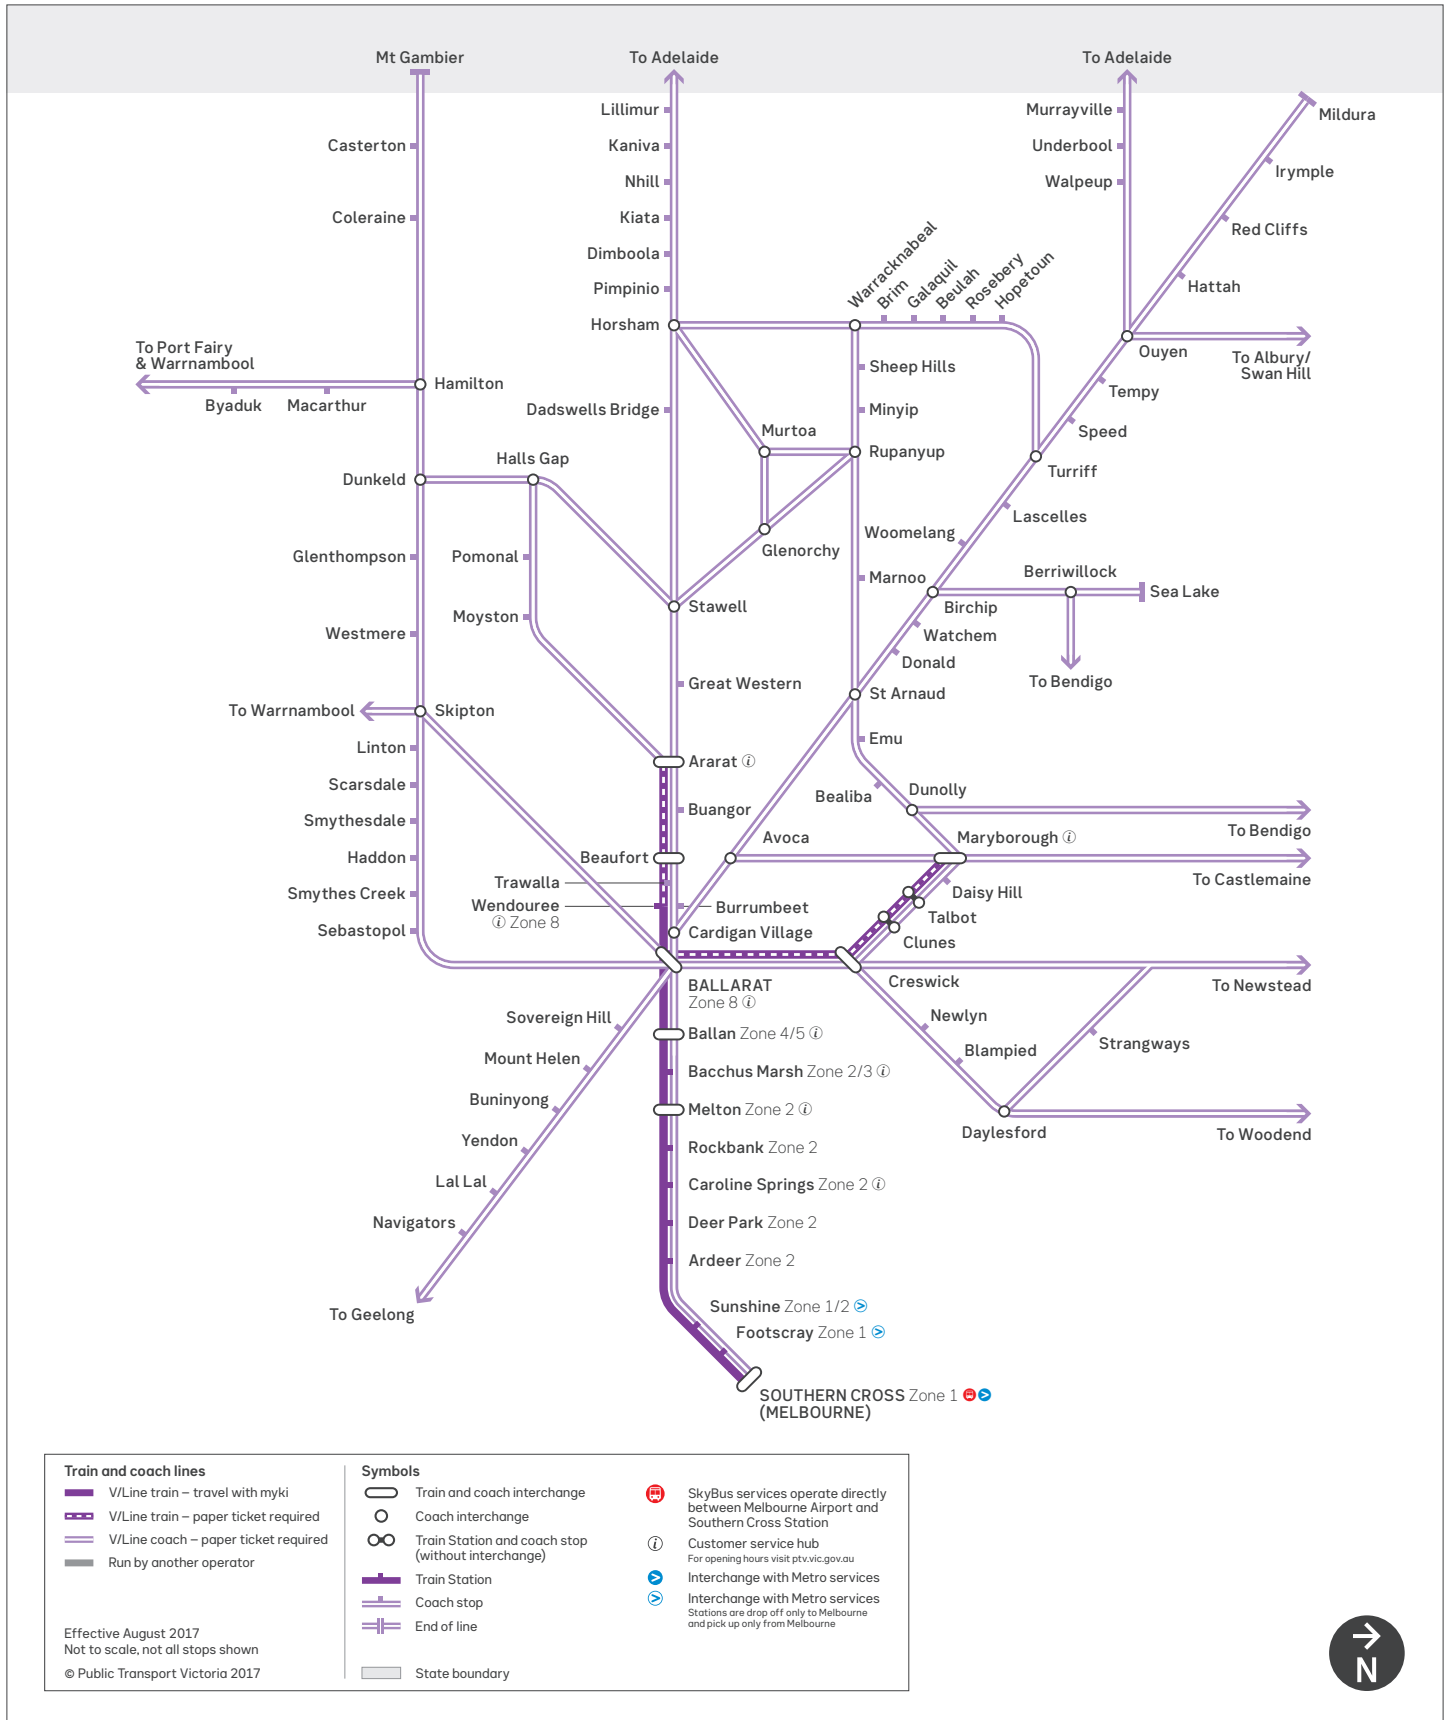 Mt Gambier
To Adelaide
To Adelaide
Lillimur
Murrayville
Mildura
Casterton
Kaniva
Underbool
Irymple
Nhill
Walpeup
Coleraine
Kiata
Red Cliffs
Dimboola
Warracknabeal
Brim
Galaquil
Beulah
Rosebery
Hopetoun
Pimpinio
Hattah
Horsham
To Port Fairy
& Warrnambool
Ouyen
To Albury/
Swan Hill
Sheep Hills
Hamilton
Tempy
Byaduk
Macarthur
Dadswells Bridge
Minyip
Murtoa
Speed
Halls Gap
Rupanyup
Dunkeld
Turriff
Lascelles
Woomelang
Glenorchy
Glenthompson
Pomonal
Marnoo
Berriwillock
Sea Lake
Stawell
Birchip
Moyston
Westmere
Watchem
Donald
Great Western
To Bendigo
St Arnaud
To Warrnambool
Skipton
Emu
Linton
Ararat
Scarsdale
Bealiba
Dunolly
Buangor
Smythesdale
To Bendigo
Avoca
Maryborough
Haddon
Beaufort
To Castlemaine
Trawalla
Smythes Creek
Daisy Hill
Wendouree
Zone 8
Burrumbeet
Talbot
Sebastopol
Cardigan Village
Clunes
BALLARAT
Zone 8
Creswick
To Newstead
Sovereign Hill
Newlyn
Ballan Zone 4/5
Strangways
Mount Helen
Blampied
Bacchus Marsh Zone 2/3
Buninyong
Melton Zone 2
Yendon
Daylesford
To Woodend
Rockbank Zone 2
Lal Lal
Caroline Springs Zone 2
Navigators
Deer Park Zone 2
Ardeer Zone 2
To Geelong
Sunshine Zone 1/2
Footscray Zone 1
SOUTHERN CROSS Zone 1
(MELBOURNE)
Train and coach lines
V/Line train – travel with myki
V/Line train – paper ticket required
V/Line coach – paper ticket required
Run by another operator
Effective August 2017
Not to scale, not all stops shown
© Public Transport Victoria 2017
Symbols
Train and coach interchange
Coach interchange
Train Station and coach stop
(without interchange)
Train Station
Coach stop
End of line
State boundary
SkyBus services operate directly
between Melbourne Airport and
Southern Cross Station
Customer service hub
For opening hours visit ptv.vic.gov.au
Interchange with Metro services
Interchange with Metro services
Stations are drop off only to Melbourne
and pick up only from Melbourne
N